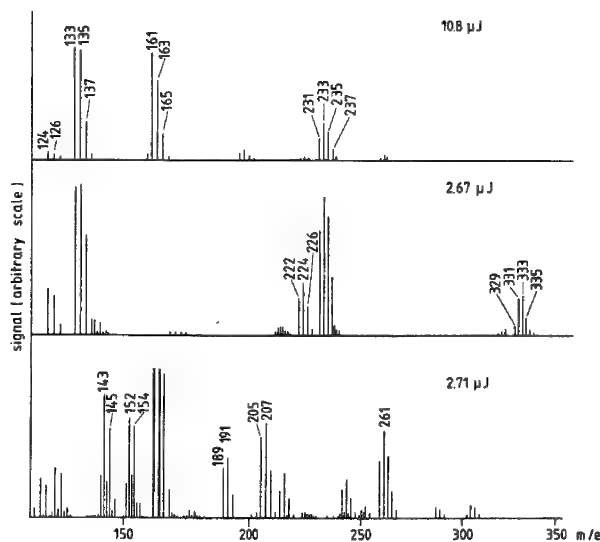 10.8 µJ
133 135
161
163
137
165
124 126
231 233 235 237
2.67 µJ
222 224 226
329 331 333 335
signal (arbitrary scale)
2.71 µJ
143
145
152 154
205 207
261
189 191
150 200 250 300 350 m/e